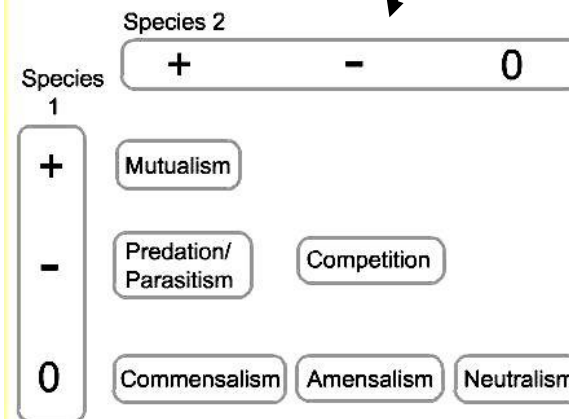 Species 2
+ - 0
Species
1
+
Mutualism
-
Predation/
Parasitism
Competition
0
Commensalism
Amensalism
Neutralism